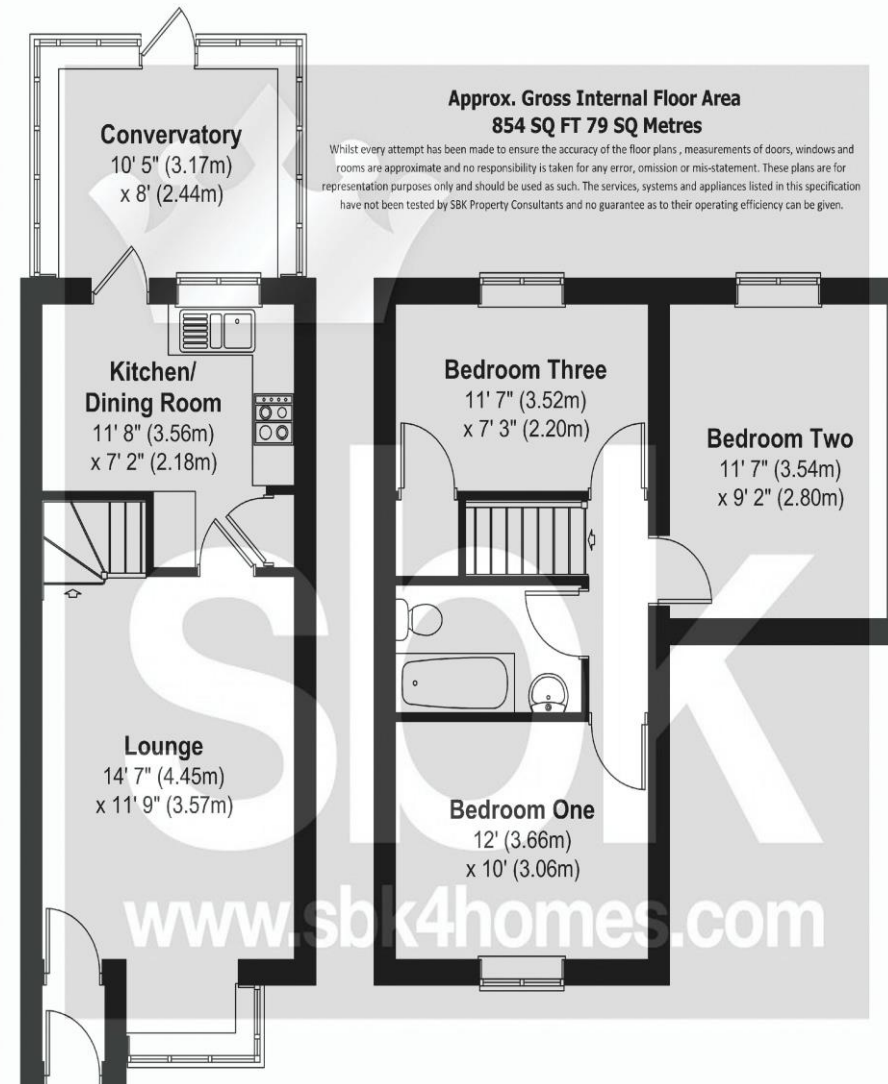 Approx. Gross Internal Floor Area
854 SQ FT 79 SQ Metres
Whilst every attempt has been made to ensure the accuracy of the floor plans , measurements of doors, windows and
rooms are approximate and no responsibility is taken for any error, omission or mis-statement. These plans are for
representation purposes only and should be used as such. The services, systems and appliances listed in this specification
have not been tested by SBK Property Consultants and no guarantee as to their operating efficiency can be given.
Convervatory
10' 5" (3.17m)
x 8' (2.44m)
Kitchen/
Dining Room
11' 8" (3.56m)
x 7' 2" (2.18m)
Bedroom Three
11' 7" (3.52m)
x 7' 3" (2.20m)
Bedroom Two
11' 7" (3.54m)
x 9' 2" (2.80m)
Lounge
14' 7" (4.45m)
x 11' 9" (3.57m)
Bedroom One
12' (3.66m)
x 10' (3.06m)
sbk
www.sbk4homes.com